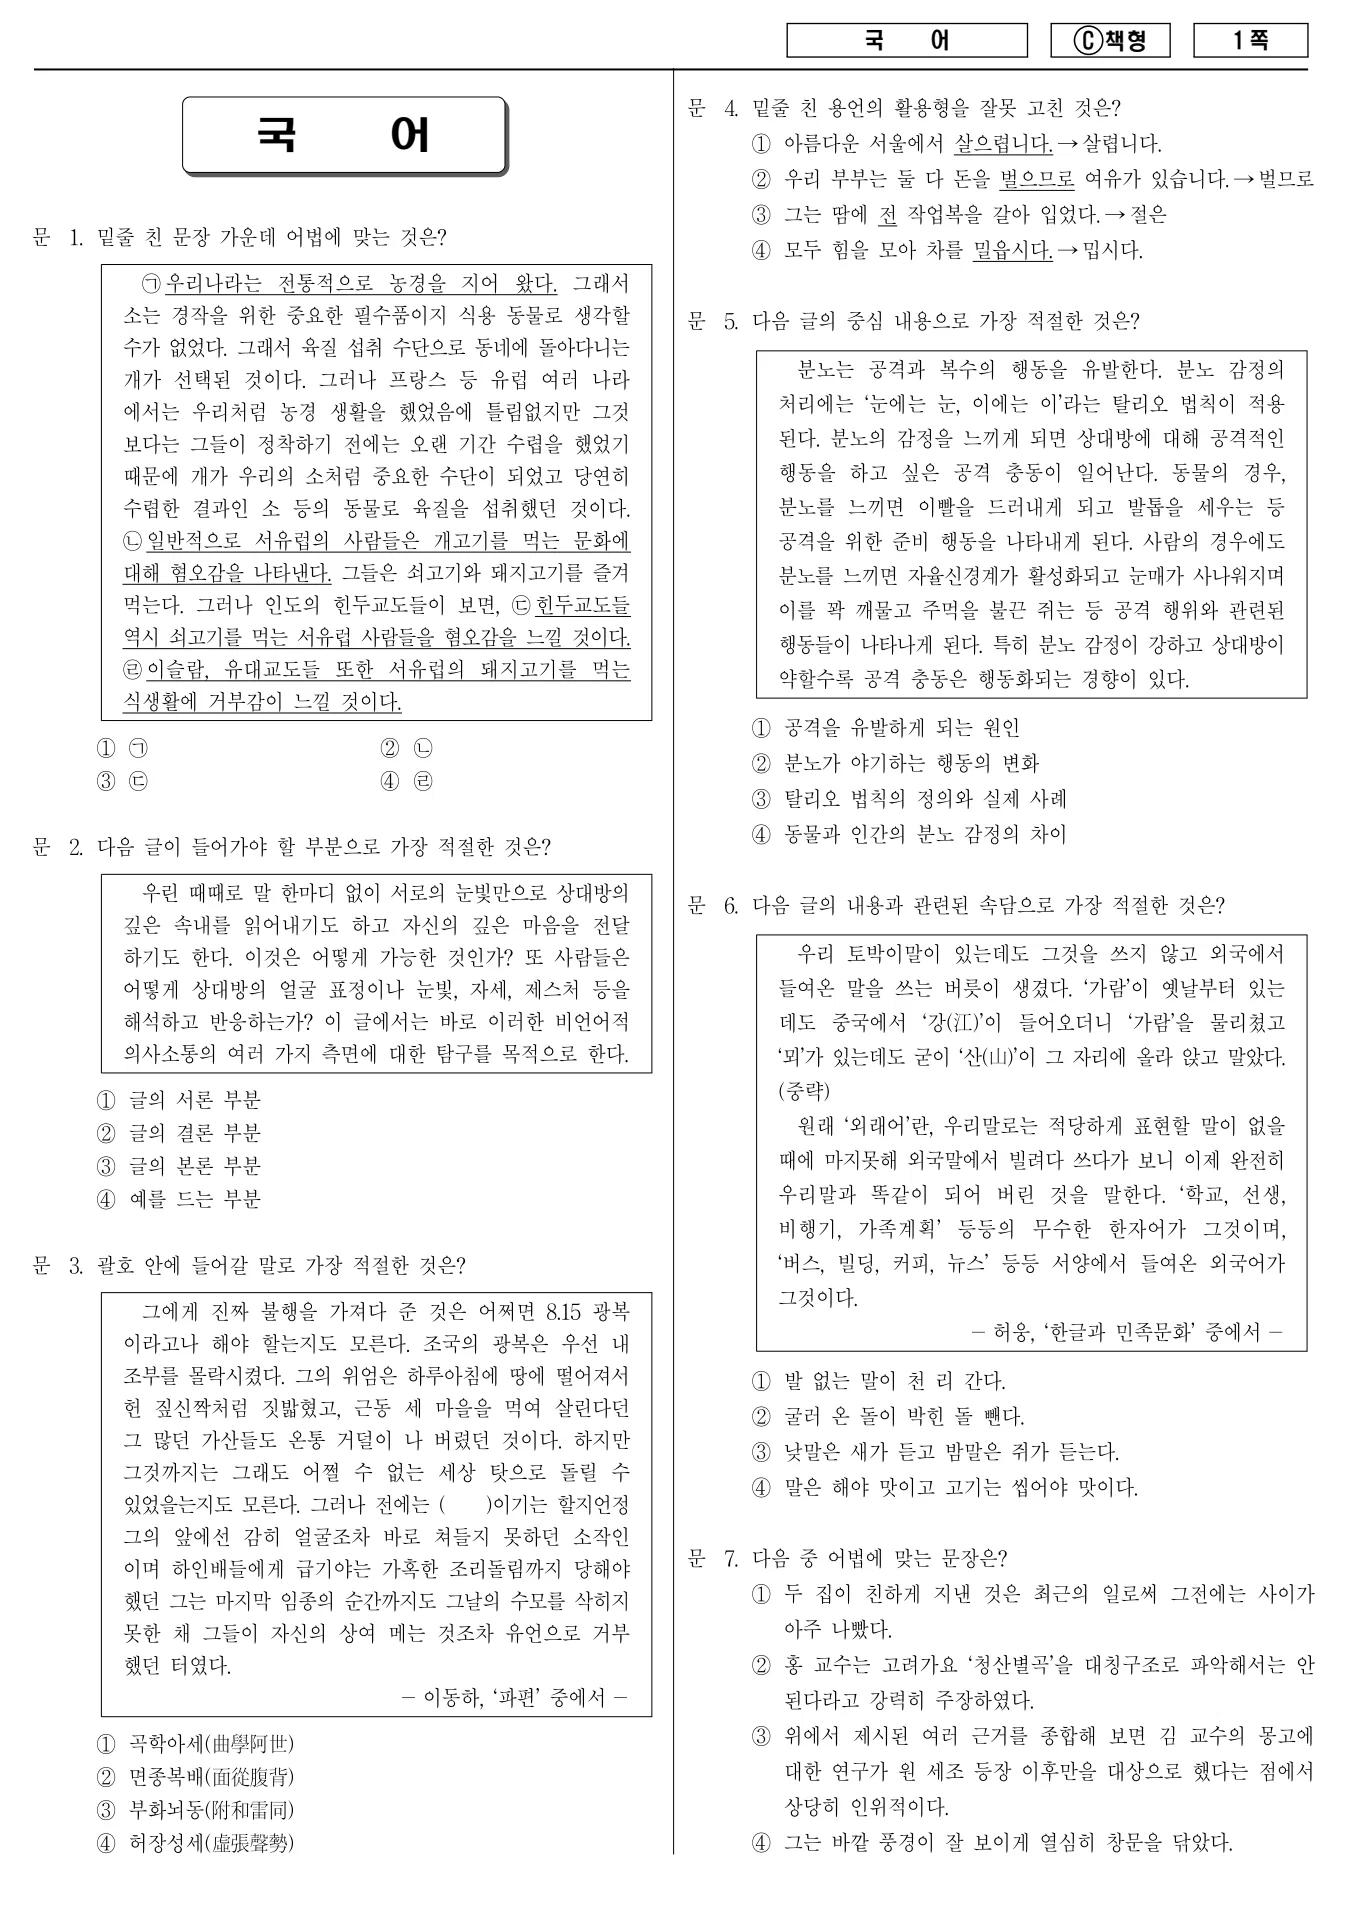 국 어
Ⓒ책형
1 쪽
국 어
문 1. 밑줄 친 문장 가운데 어법에 맞는 것은?
㉠우리나라는 전통적으로 농경을 지어 왔다. 그래서
소는 경작을 위한 중요한 필수품이지 식용 동물로 생각할
수가 없었다. 그래서 육질 섭취 수단으로 동네에 돌아다니는
개가 선택된 것이다. 그러나 프랑스 등 유럽 여러 나라
에서는 우리처럼 농경 생활을 했었음에 틀림없지만 그것
보다는 그들이 정착하기 전에는 오랜 기간 수렵을 했었기
때문에 개가 우리의 소처럼 중요한 수단이 되었고 당연히
수렵한 결과인 소 등의 동물로 육질을 섭취했던 것이다.
㉡일반적으로 서유럽의 사람들은 개고기를 먹는 문화에
대해 혐오감을 나타낸다. 그들은 쇠고기와 돼지고기를 즐겨
먹는다. 그러나 인도의 힌두교도들이 보면, ㉢힌두교도들
역시 쇠고기를 먹는 서유럽 사람들을 혐오감을 느낄 것이다.
㉣이슬람, 유대교도들 또한 서유럽의 돼지고기를 먹는
식생활에 거부감이 느낄 것이다.
① ㉠ ② ㉡
③ ㉢ ④ ㉣
문 2. 다음 글이 들어가야 할 부분으로 가장 적절한 것은?
우린 때때로 말 한마디 없이 서로의 눈빛만으로 상대방의
깊은 속내를 읽어내기도 하고 자신의 깊은 마음을 전달
하기도 한다. 이것은 어떻게 가능한 것인가? 또 사람들은
어떻게 상대방의 얼굴 표정이나 눈빛, 자세, 제스처 등을
해석하고 반응하는가? 이 글에서는 바로 이러한 비언어적
의사소통의 여러 가지 측면에 대한 탐구를 목적으로 한다.
① 글의 서론 부분
② 글의 결론 부분
③ 글의 본론 부분
④ 예를 드는 부분
문 3. 괄호 안에 들어갈 말로 가장 적절한 것은?
그에게 진짜 불행을 가져다 준 것은 어쩌면 8.15 광복
이라고나 해야 할는지도 모른다. 조국의 광복은 우선 내
조부를 몰락시켰다. 그의 위엄은 하루아침에 땅에 떨어져서
헌 짚신짝처럼 짓밟혔고, 근동 세 마을을 먹여 살린다던
그 많던 가산들도 온통 거덜이 나 버렸던 것이다. 하지만
그것까지는 그래도 어쩔 수 없는 세상 탓으로 돌릴 수
있었을는지도 모른다. 그러나 전에는 ( )이기는 할지언정
그의 앞에선 감히 얼굴조차 바로 쳐들지 못하던 소작인
이며 하인배들에게 급기야는 가혹한 조리돌림까지 당해야
했던 그는 마지막 임종의 순간까지도 그날의 수모를 삭히지
못한 채 그들이 자신의 상여 메는 것조차 유언으로 거부
했던 터였다.
– 이동하, ‘파편’ 중에서 –
① 곡학아세(曲學阿世)
② 면종복배(面從腹背)
③ 부화뇌동(附和雷同)
④ 허장성세(虛張聲勢)
문 4. 밑줄 친 용언의 활용형을 잘못 고친 것은?
① 아름다운 서울에서 살으렵니다.→살렵니다.
② 우리 부부는 둘 다 돈을 벌으므로 여유가 있습니다.→벌므로
③ 그는 땀에 전 작업복을 갈아 입었다.→절은
④ 모두 힘을 모아 차를 밀읍시다.→밉시다.
문 5. 다음 글의 중심 내용으로 가장 적절한 것은?
분노는 공격과 복수의 행동을 유발한다. 분노 감정의
처리에는 ‘눈에는 눈, 이에는 이’라는 탈리오 법칙이 적용
된다. 분노의 감정을 느끼게 되면 상대방에 대해 공격적인
행동을 하고 싶은 공격 충동이 일어난다. 동물의 경우,
분노를 느끼면 이빨을 드러내게 되고 발톱을 세우는 등
공격을 위한 준비 행동을 나타내게 된다. 사람의 경우에도
분노를 느끼면 자율신경계가 활성화되고 눈매가 사나워지며
이를 꽉 깨물고 주먹을 불끈 쥐는 등 공격 행위와 관련된
행동들이 나타나게 된다. 특히 분노 감정이 강하고 상대방이
약할수록 공격 충동은 행동화되는 경향이 있다.
① 공격을 유발하게 되는 원인
② 분노가 야기하는 행동의 변화
③ 탈리오 법칙의 정의와 실제 사례
④ 동물과 인간의 분노 감정의 차이
문 6. 다음 글의 내용과 관련된 속담으로 가장 적절한 것은?
우리 토박이말이 있는데도 그것을 쓰지 않고 외국에서
들여온 말을 쓰는 버릇이 생겼다. ‘가람’이 옛날부터 있는
데도 중국에서 ‘강(江)’이 들어오더니 ‘가람’을 물리쳤고
‘뫼’가 있는데도 굳이 ‘산(山)’이 그 자리에 올라 앉고 말았다.
(중략)
원래 ‘외래어’란, 우리말로는 적당하게 표현할 말이 없을
때에 마지못해 외국말에서 빌려다 쓰다가 보니 이제 완전히
우리말과 똑같이 되어 버린 것을 말한다. ‘학교, 선생,
비행기, 가족계획’ 등등의 무수한 한자어가 그것이며,
‘버스, 빌딩, 커피, 뉴스’ 등등 서양에서 들여온 외국어가
그것이다.
– 허웅, ‘한글과 민족문화’ 중에서 –
① 발 없는 말이 천 리 간다.
② 굴러 온 돌이 박힌 돌 뺀다.
③ 낮말은 새가 듣고 밤말은 쥐가 듣는다.
④ 말은 해야 맛이고 고기는 씹어야 맛이다.
문 7. 다음 중 어법에 맞는 문장은?
① 두 집이 친하게 지낸 것은 최근의 일로써 그전에는 사이가
아주 나빴다.
② 홍 교수는 고려가요 ‘청산별곡’을 대칭구조로 파악해서는 안
된다라고 강력히 주장하였다.
③ 위에서 제시된 여러 근거를 종합해 보면 김 교수의 몽고에
대한 연구가 원 세조 등장 이후만을 대상으로 했다는 점에서
상당히 인위적이다.
④ 그는 바깥 풍경이 잘 보이게 열심히 창문을 닦았다.